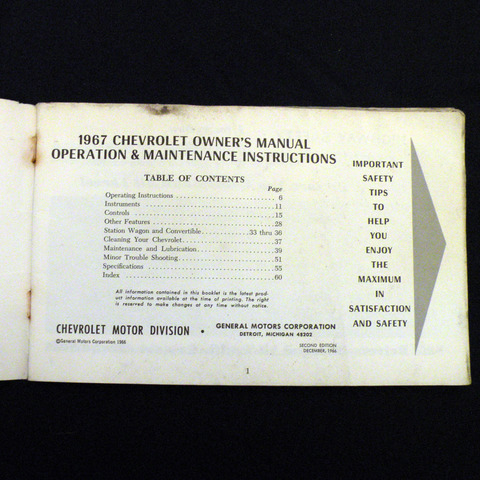 1967 CHEVROLET OWNER'S MANUAL
OPERATION & MAINTENANCE INSTRUCTIONS
TABLE OF CONTENTS
Page
Operating Instructions 6
Instruments 11
Controls 15
Other Features 28
Station Wagon and Convertible 33 thru 36
Cleaning Your Chevrolet 37
Maintenance and Lubrication 39
Minor Trouble Shooting 51
Specifications 55
Index 60
All information contained in this booklet is the latest prod-
uct information available at the time of printing. The right
is reserved to make changes at any time without notice.
CHEVROLET MOTOR DIVISION • GENERAL MOTORS CORPORATION
DETROIT, MICHIGAN 48202
©General Motors Corporation 1966
SECOND EDITION
DECEMBER, 1966
1
IMPORTANT
SAFETY
TIPS
TO
HELP
YOU
ENJOY
THE
MAXIMUM
IN
SATISFACTION
AND SAFETY